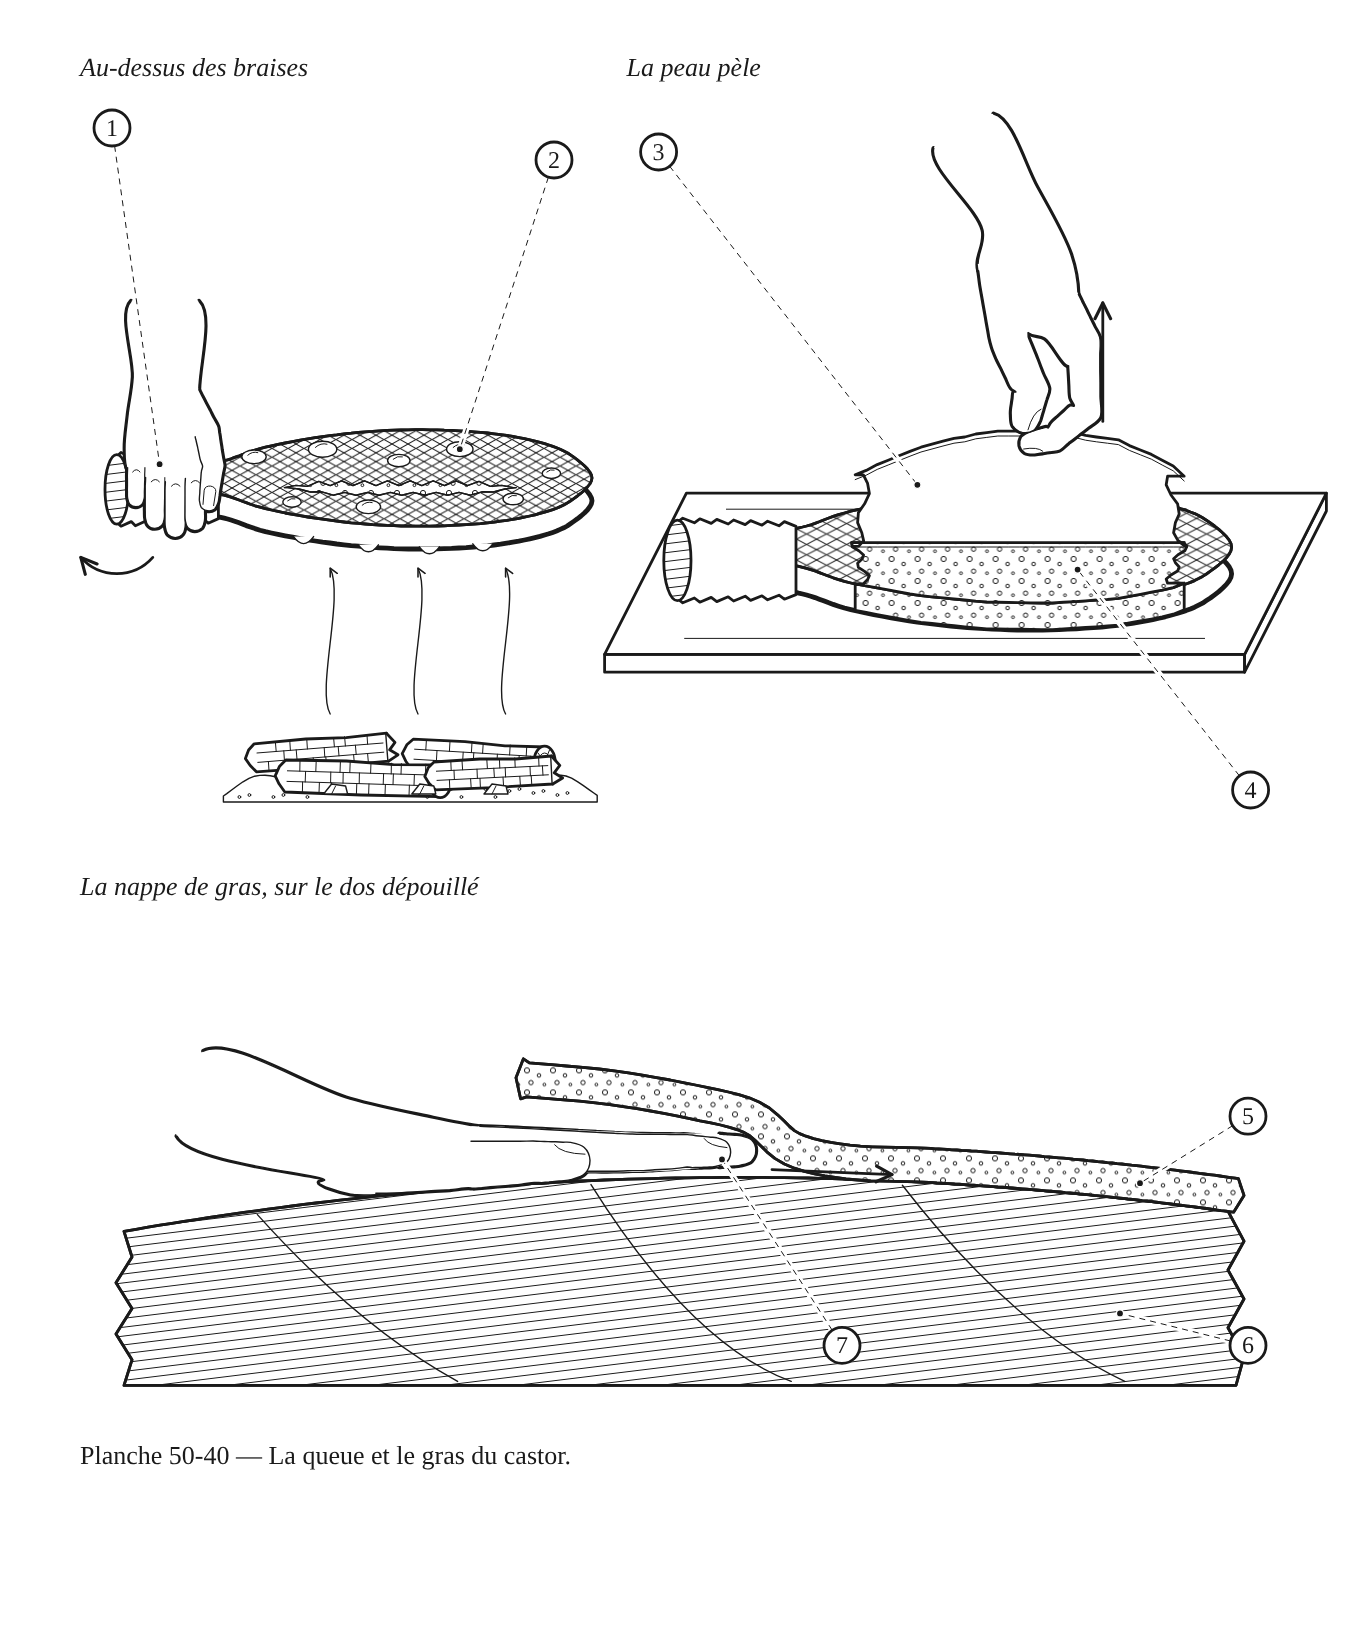 Au-dessus des braises
La peau pèle
1
2
3
4
La nappe de gras, sur le dos dépouillé
5
6
7
Planche 50-40 — La queue et le gras du castor.